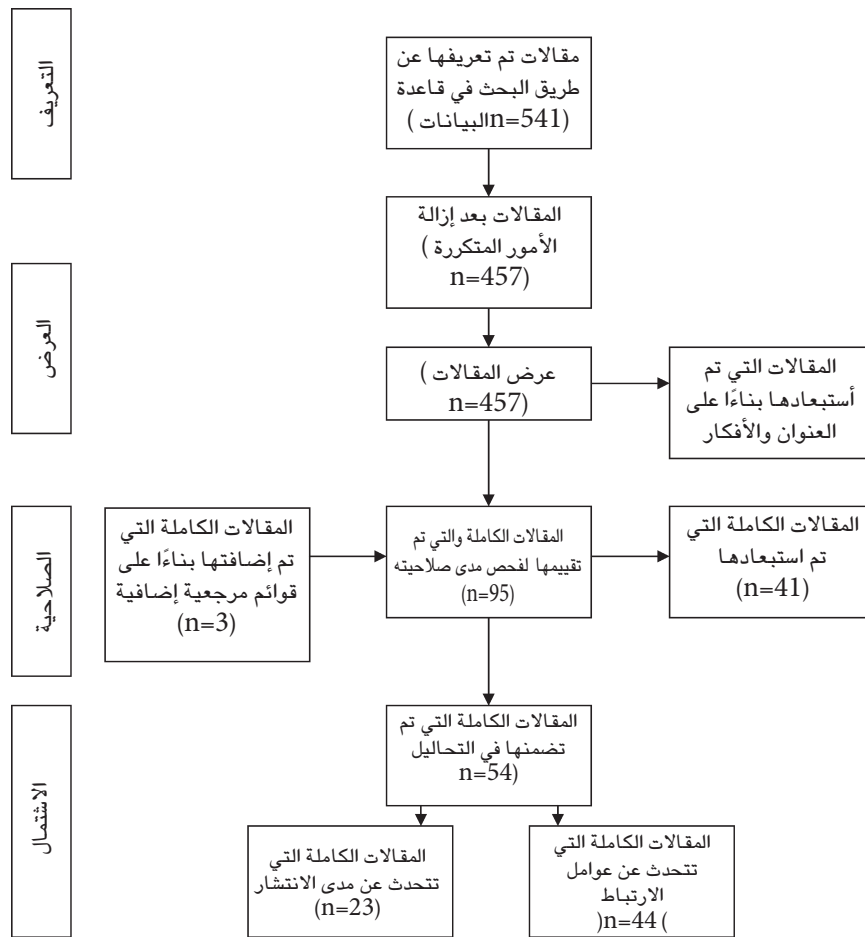 التعريف
مقالات تم تعريفها عن
طريق البحث في قاعدة
البيانات (n=541)
المقالات بعد إزالة
الأمور المتكررة (
n=457)
العرض
عرض المقالات (
n=457)
المقالات التي تم
أستبعادها بناءًا على
العنوان والأفكار
الصلاحية
المقالات الكاملة التي
تم إضافتها بناءًا على
قوائم مرجعية إضافية
(n=3)
المقالات الكاملة والتي تم
تقييمها لفحص مدى صلاحيته
(n=95)
المقالات الكاملة التي
تم استبعادها
(n=41)
الاشتمال
المقالات الكاملة التي تم
تضمنها في التحاليل
n=54)
المقالات الكاملة التي
تتحدث عن عوامل
الارتباط
)n=44(
المقالات الكاملة التي
تتحدث عن مدى الانتشار
(n=23)